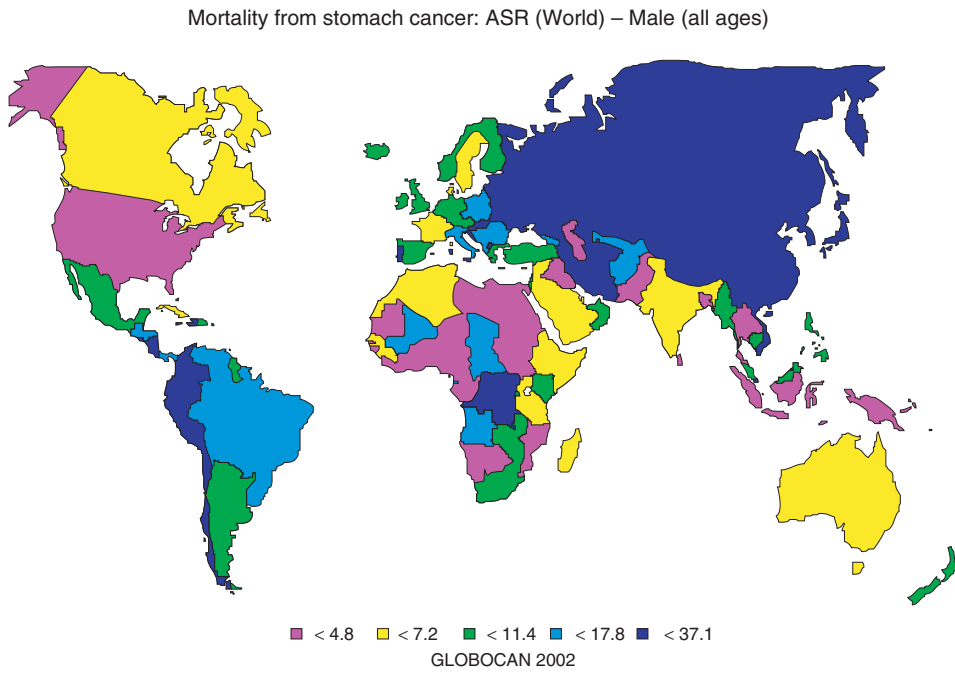 Mortality from stomach cancer: ASR (World) – Male (all ages)
< 4.8 < 7.2 < 11.4 < 17.8 < 37.1
GLOBOCAN 2002